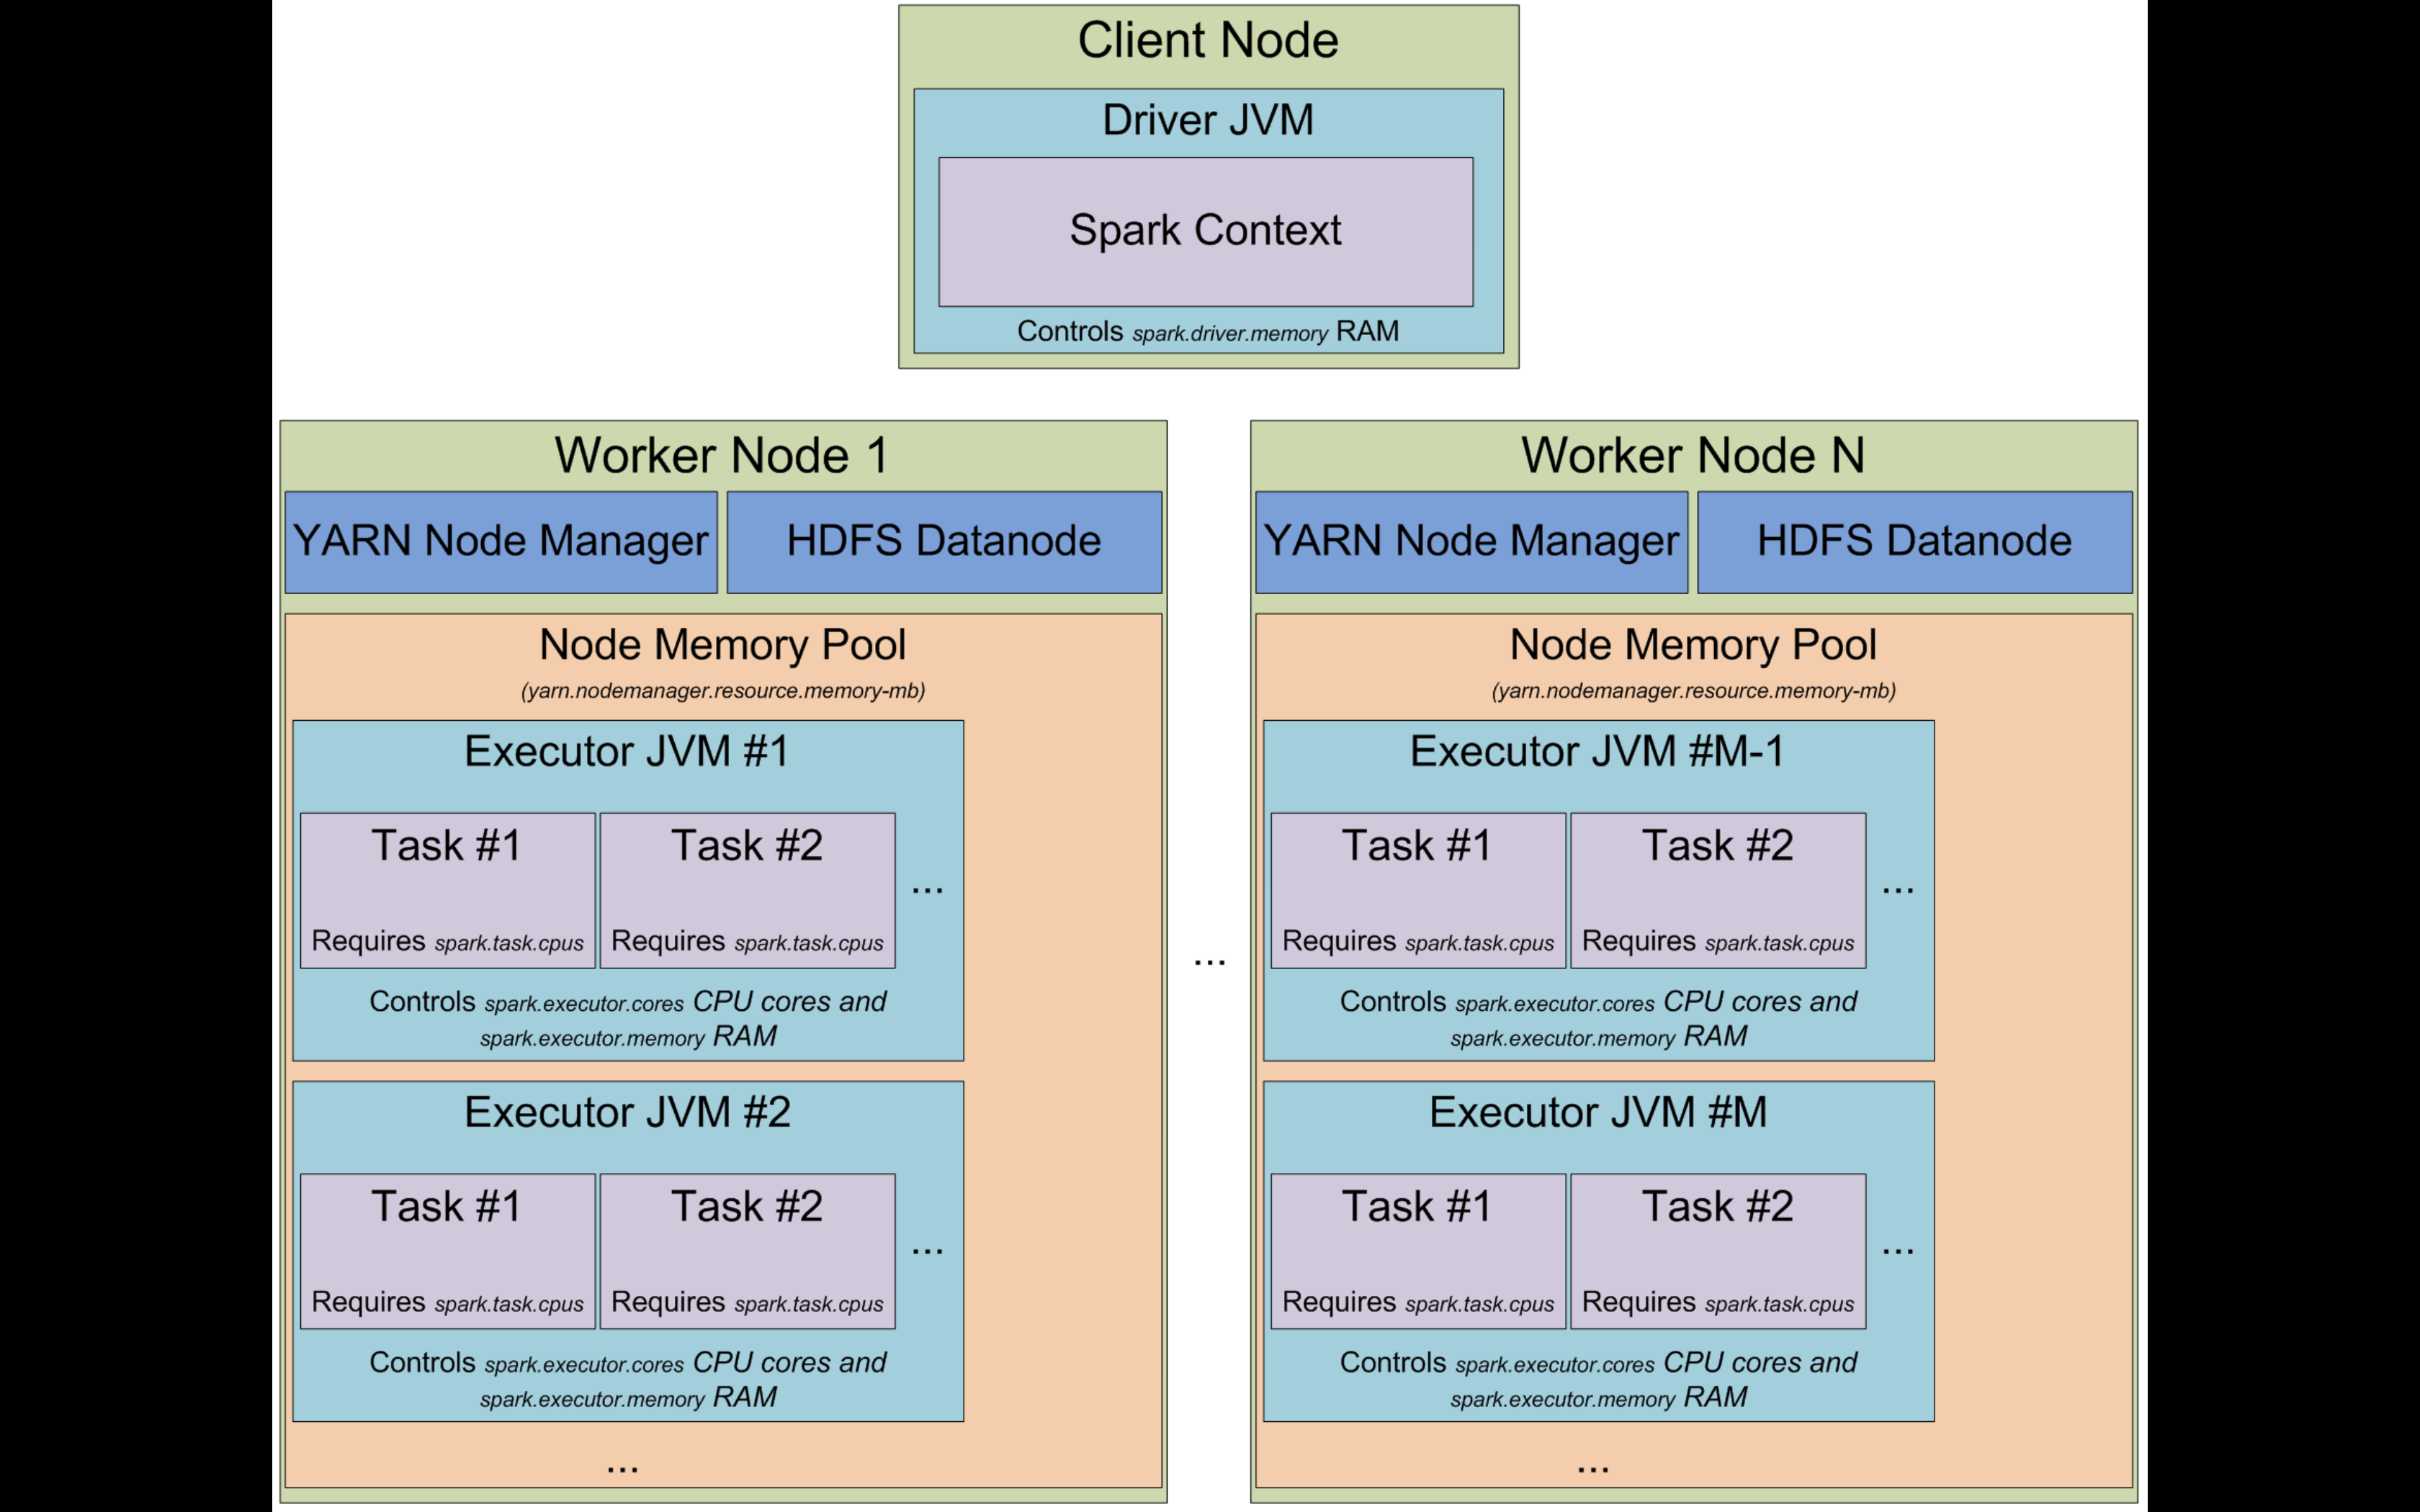 Client Node
Driver JVM
Spark Context
Controls spark.driver.memory RAM
Worker Node 1
YARN Node Manager
HDFS Datanode
Node Memory Pool
(yarn.nodemanager.resource.memory-mb)
Executor JVM #1
Task #1
Requires spark.task.cpus
Task #2
Requires spark.task.cpus
...
Controls spark.executor.cores CPU cores and
spark.executor.memory RAM
Executor JVM #2
Task #1
Requires spark.task.cpus
Task #2
Requires spark.task.cpus
...
Controls spark.executor.cores CPU cores and
spark.executor.memory RAM
...
...
Worker Node N
YARN Node Manager
HDFS Datanode
Node Memory Pool
(yarn.nodemanager.resource.memory-mb)
Executor JVM #M-1
Task #1
Requires spark.task.cpus
Task #2
Requires spark.task.cpus
...
Controls spark.executor.cores CPU cores and
spark.executor.memory RAM
Executor JVM #M
Task #1
Requires spark.task.cpus
Task #2
Requires spark.task.cpus
...
Controls spark.executor.cores CPU cores and
spark.executor.memory RAM
...